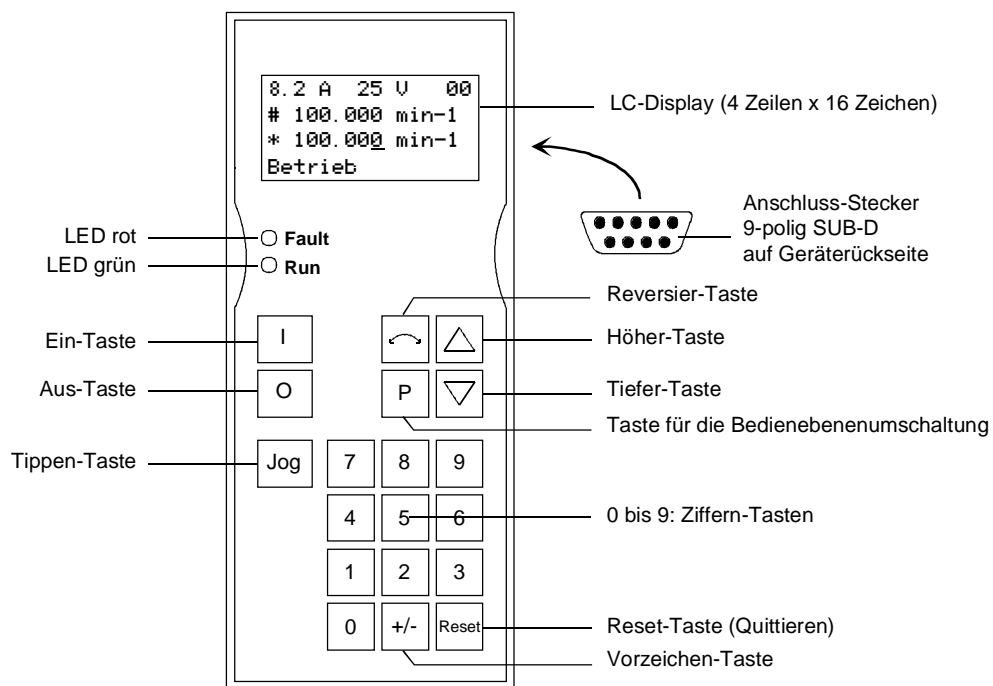 8.2 A 25 V 00
# 100.000 min-1
* 100.000 min-1
Betrieb
LC-Display (4 Zeilen x 16 Zeichen)
Anschluss-Stecker
9-polig SUB-D
auf Geräterückseite
LED rot
Fault
LED grün
Run
Reversier-Taste
Ein-Taste
I
Höher-Taste
Aus-Taste
O
P
Tiefer-Taste
Taste für die Bedienebenenumschaltung
Tippen-Taste
Jog
7
8
9
4
5
6
0 bis 9: Ziffern-Tasten
1
2
3
0
+/-
Reset
Reset-Taste (Quittieren)
Vorzeichen-Taste